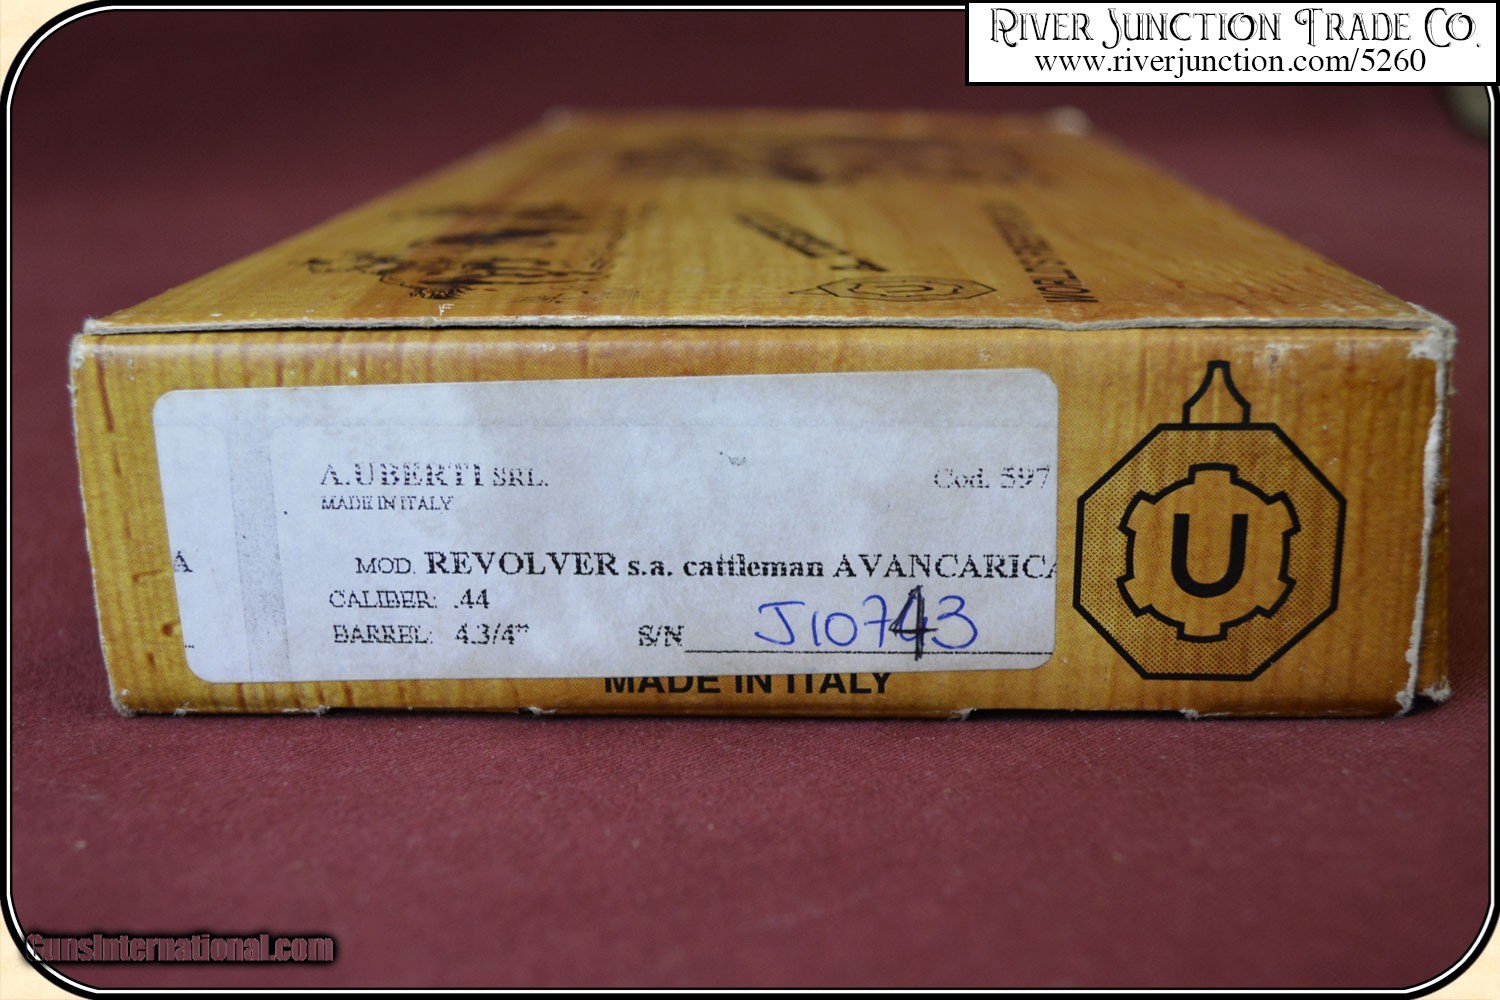 RIVER JUNCTION TRADE CO.
www.riverjunction.com/5260
U
A. UBERTI SRL.
MADE IN ITALY
Cod. 597
A
MOD. REVOLVER s.a. cattleman AVANCARICA
CALIBER: .44
BARREL: 4.3/4"
S/N J10743
MADE IN ITALY
U
GunsInternational.com